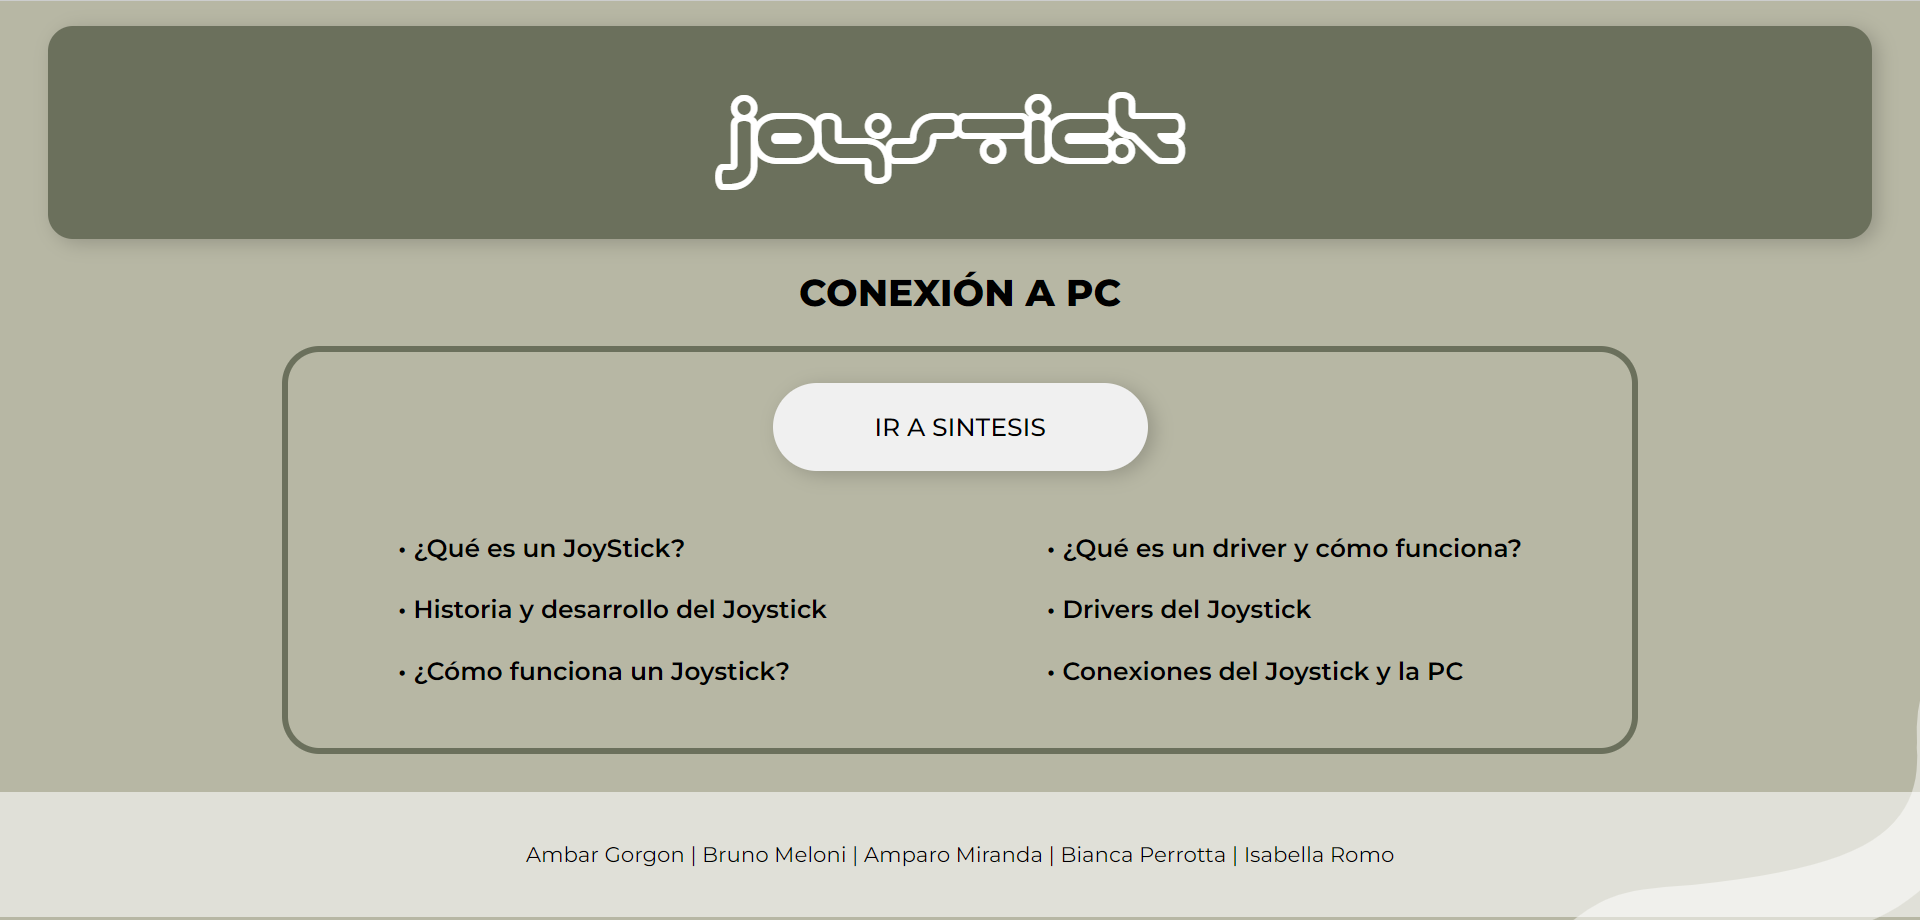 joystick
CONEXIÓN A PC
IR A SINTESIS
• ¿Qué es un JoyStick?
• Historia y desarrollo del Joystick
• ¿Cómo funciona un Joystick?
• ¿Qué es un driver y cómo funciona?
• Drivers del Joystick
• Conexiones del Joystick y la PC
Ambar Gorgon | Bruno Meloni | Amparo Miranda | Bianca Perrotta | Isabella Romo